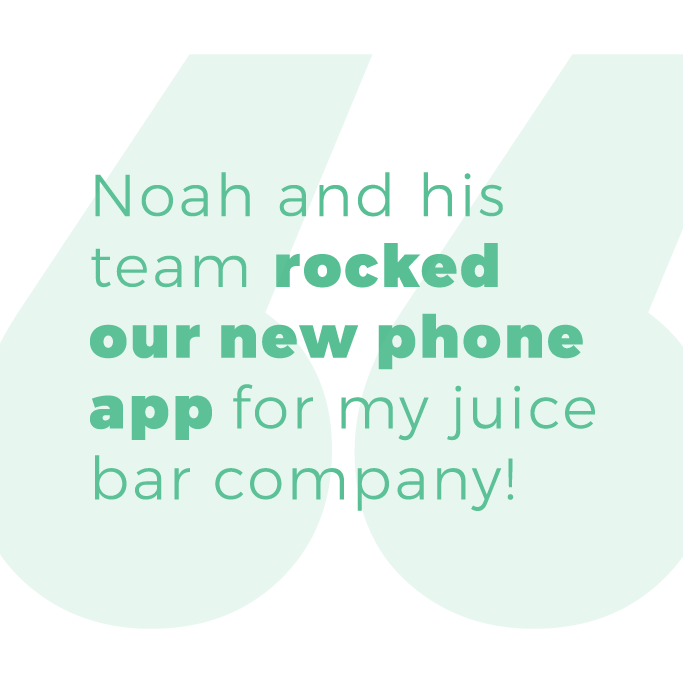 Noah and his
team rocked
our new phone
app for my juice
bar company!